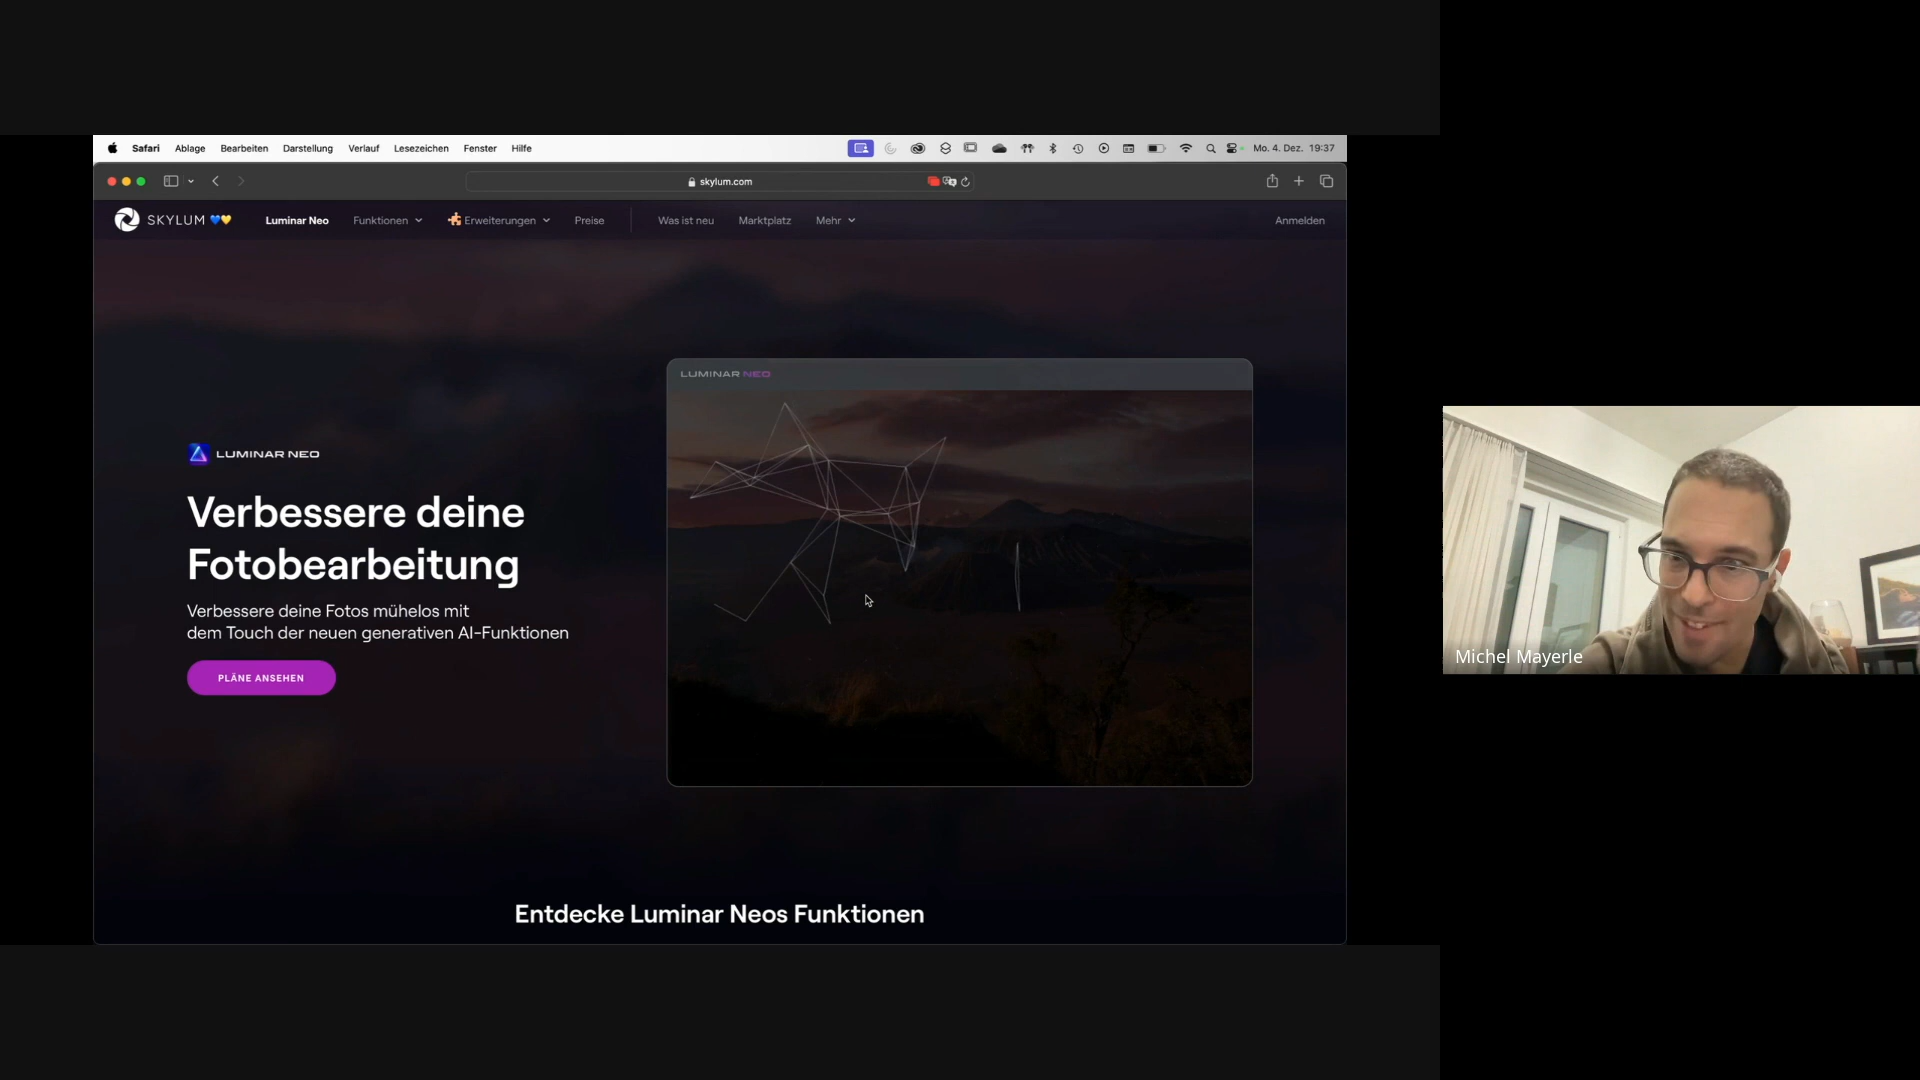 Safari Ablage Bearbeiten Darstellung Verlauf Lesezeichen Fenster Hilfe Mo. 4. Dez. 19:37
skylum.com
SKYLUM Luminar Neo Funktionen Erweiterungen Preise Was ist neu Marktplatz Mehr Anmelden
LUMINAR NEO
LUMINAR NEO
Verbessere deine
Fotobearbeitung
Verbessere deine Fotos mühelos mit
dem Touch der neuen generativen AI-Funktionen
PLÄNE ANSEHEN
Entdecke Luminar Neos Funktionen
Michel Mayerle